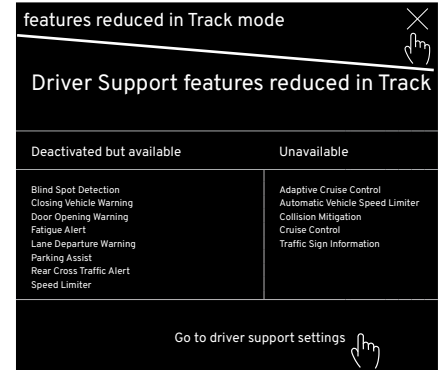 features reduced in Track mode
Driver Support features reduced in Track
Deactivated but available
Unavailable
Blind Spot Detection
Closing Vehicle Warning
Door Opening Warning
Fatigue Alert
Lane Departure Warning
Parking Assist
Rear Cross Traffic Alert
Speed Limiter
Adaptive Cruise Control
Automatic Vehicle Speed Limiter
Collision Mitigation
Cruise Control
Traffic Sign Information
Go to driver support settings